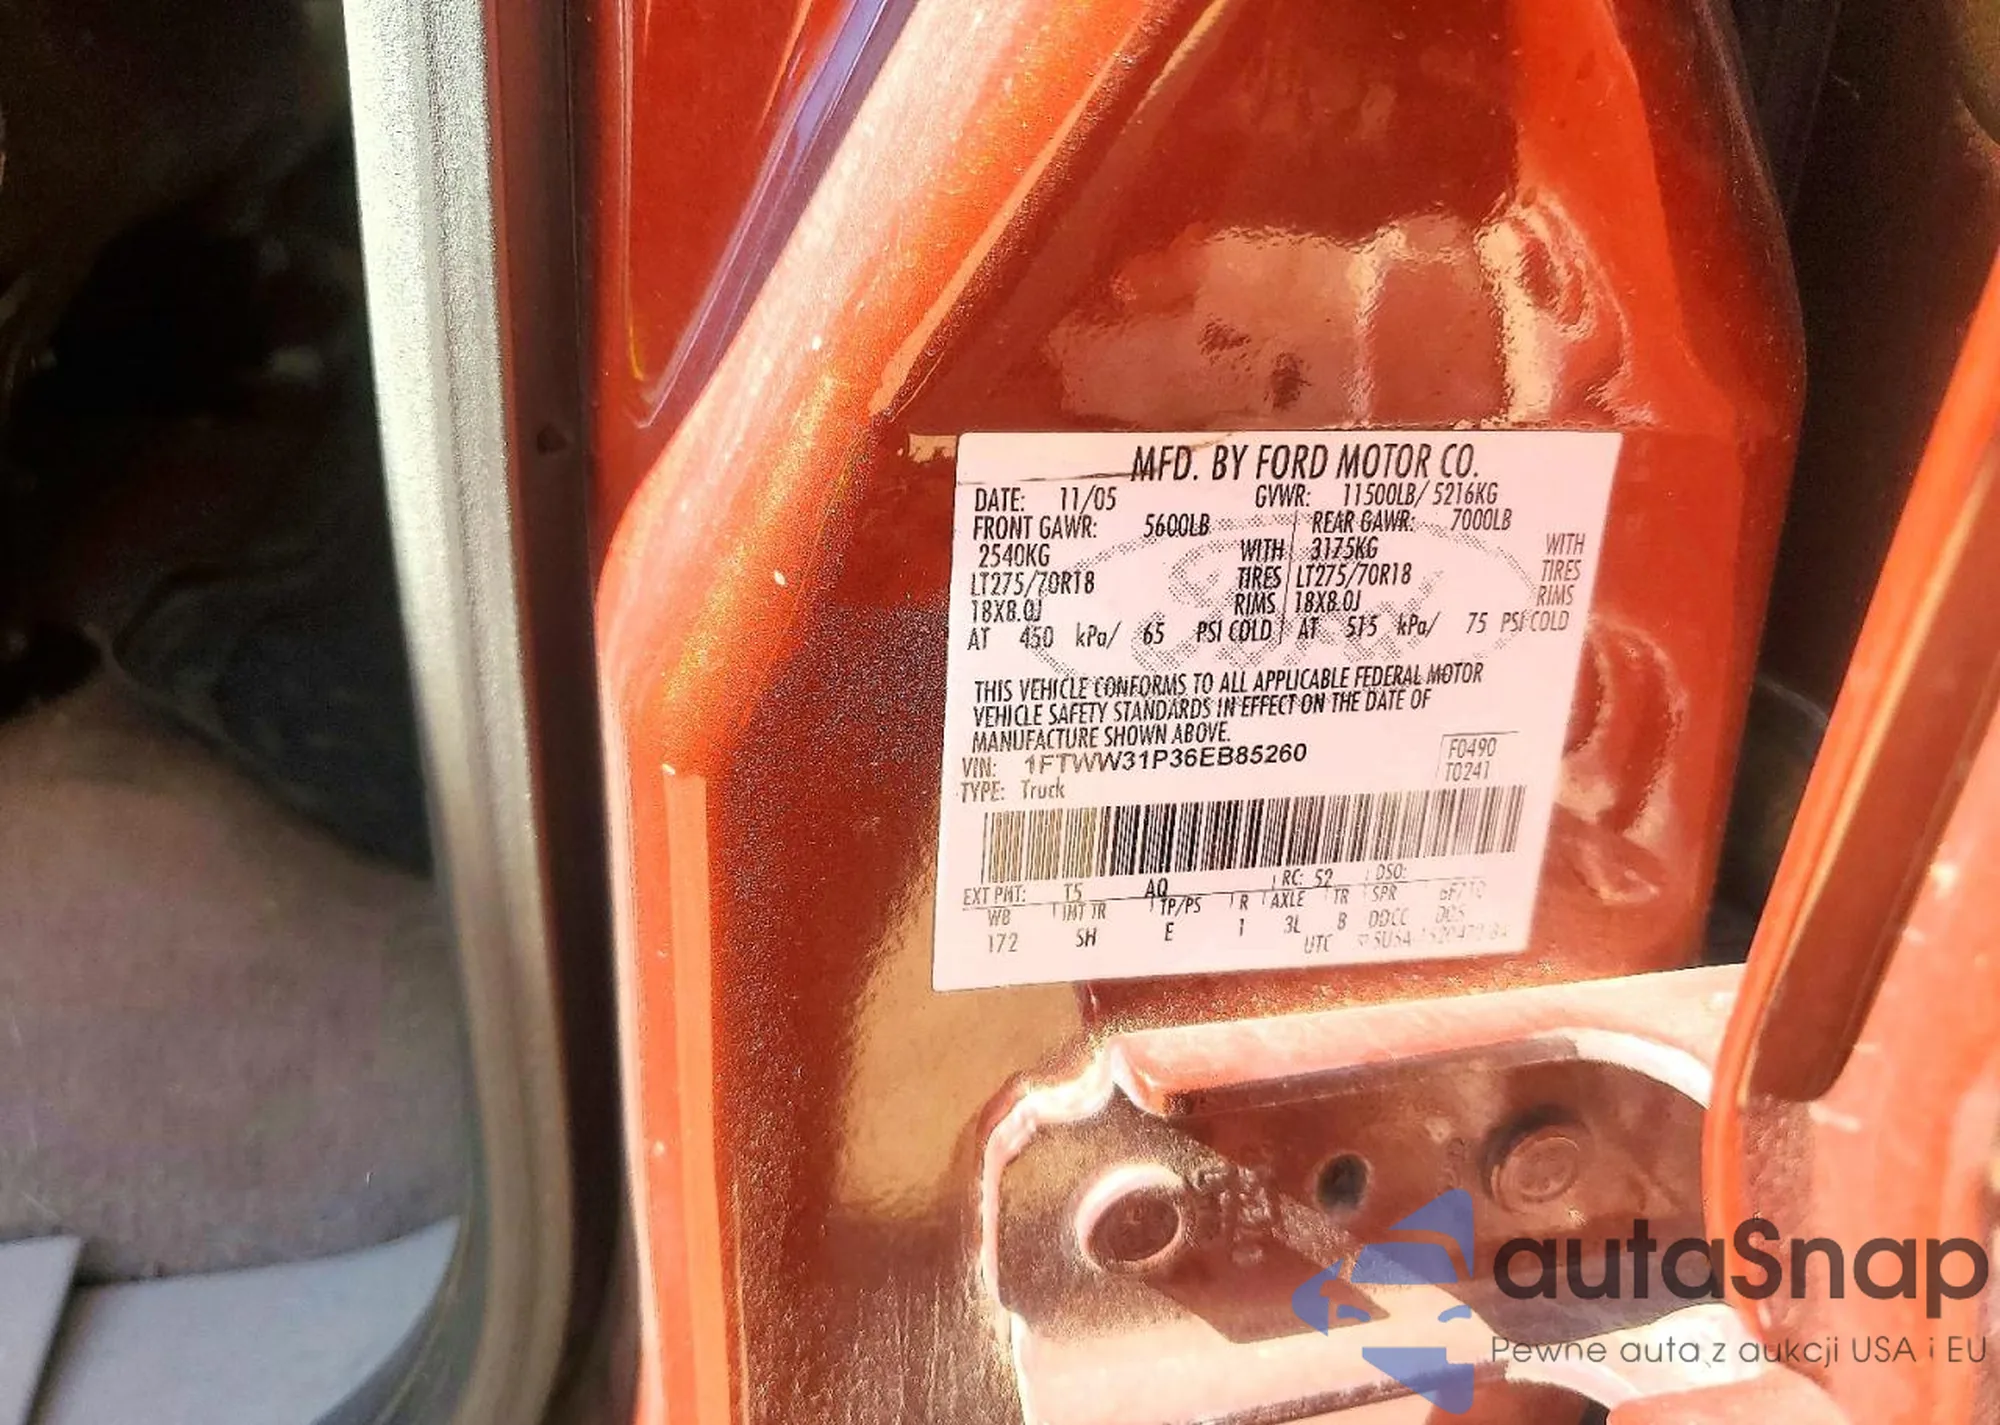 MFD. BY FORD MOTOR CO.
DATE: 11/05 GVWR: 11500LB/ 5216KG
FRONT GAWR: 5600LB REAR GAWR: 7000LB
2540KG WITH 3175KG WITH
LT275/70R18 TIRES LT275/70R18 TIRES
18X8.0J RIMS 18X8.0J RIMS
AT 450 kPa/ 65 PSI COLD AT 515 kPa/ 75 PSI COLD
THIS VEHICLE CONFORMS TO ALL APPLICABLE FEDERAL MOTOR
VEHICLE SAFETY STANDARDS IN EFFECT ON THE DATE OF
MANUFACTURE SHOWN ABOVE.
VIN: 1FTWW31P36EB85260 F0490
TYPE: Truck T0241
EXT PNT: T5 AQ RC: 52 DSO:
WB INT TR TP/PS R AXLE TR SPR
172 SH E 1 3L B DDCC
UTC
autaSnap
Pewne auta z aukcji USA i EU